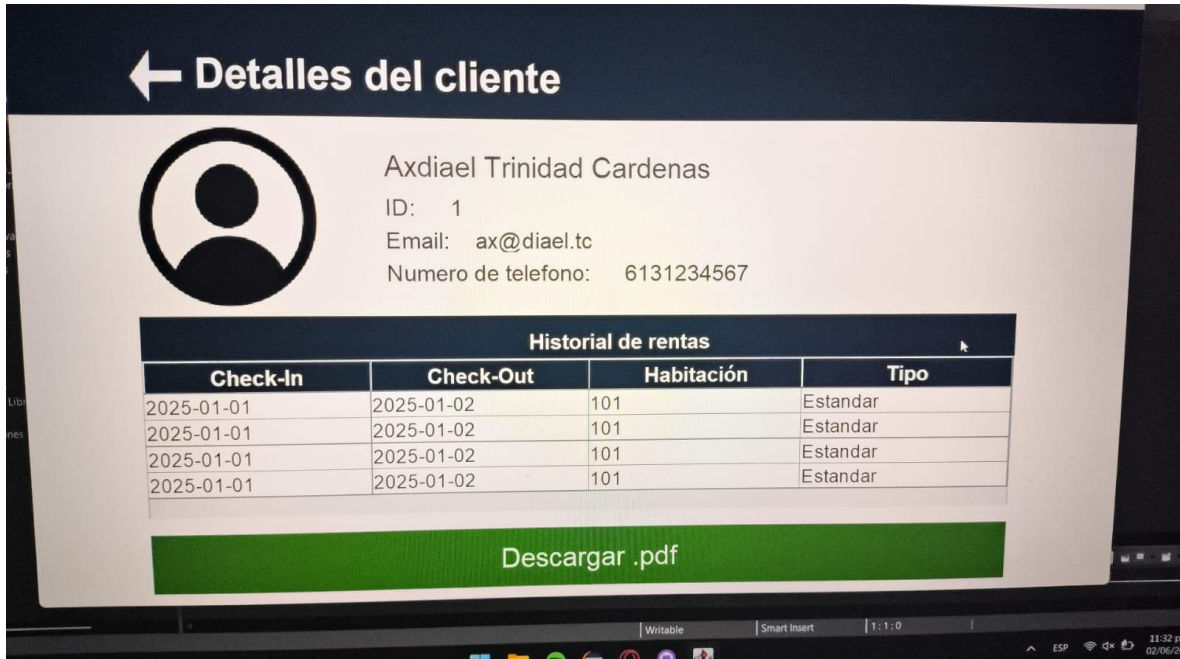 Detalles del cliente
Axdiael Trinidad Cardenas
ID: 1
Email: ax@diael.tc
Numero de telefono: 6131234567
Historial de rentas
Check-In Check-Out Habitación Tipo
2025-01-01 2025-01-02 101 Estandar
2025-01-01 2025-01-02 101 Estandar
2025-01-01 2025-01-02 101 Estandar
2025-01-01 2025-01-02 101 Estandar
Descargar .pdf
Writable Smart Insert 1:1:0
ESP 11:32